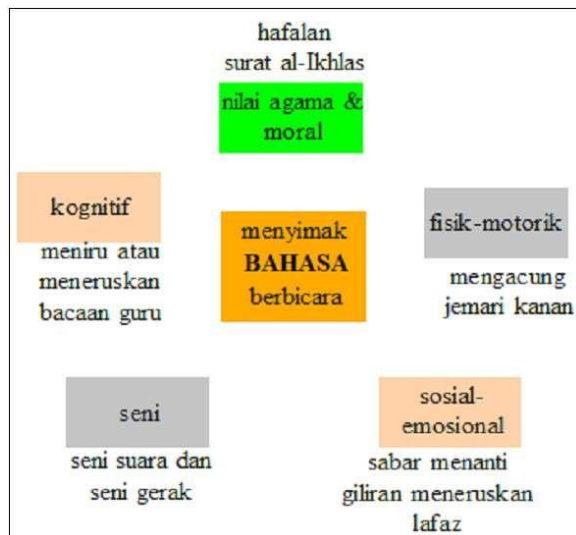 hafalan
surat al-Ikhlas
nilai agama &
moral
kognitif
meniru atau
meneruskan
bacaan guru
menyimak
BAHASA
berbicara
fisik-motorik
mengacung
jemari kanan
seni
seni suara dan
seni gerak
sosial-
emosional
sabar menanti
giliran meneruskan
lafaz